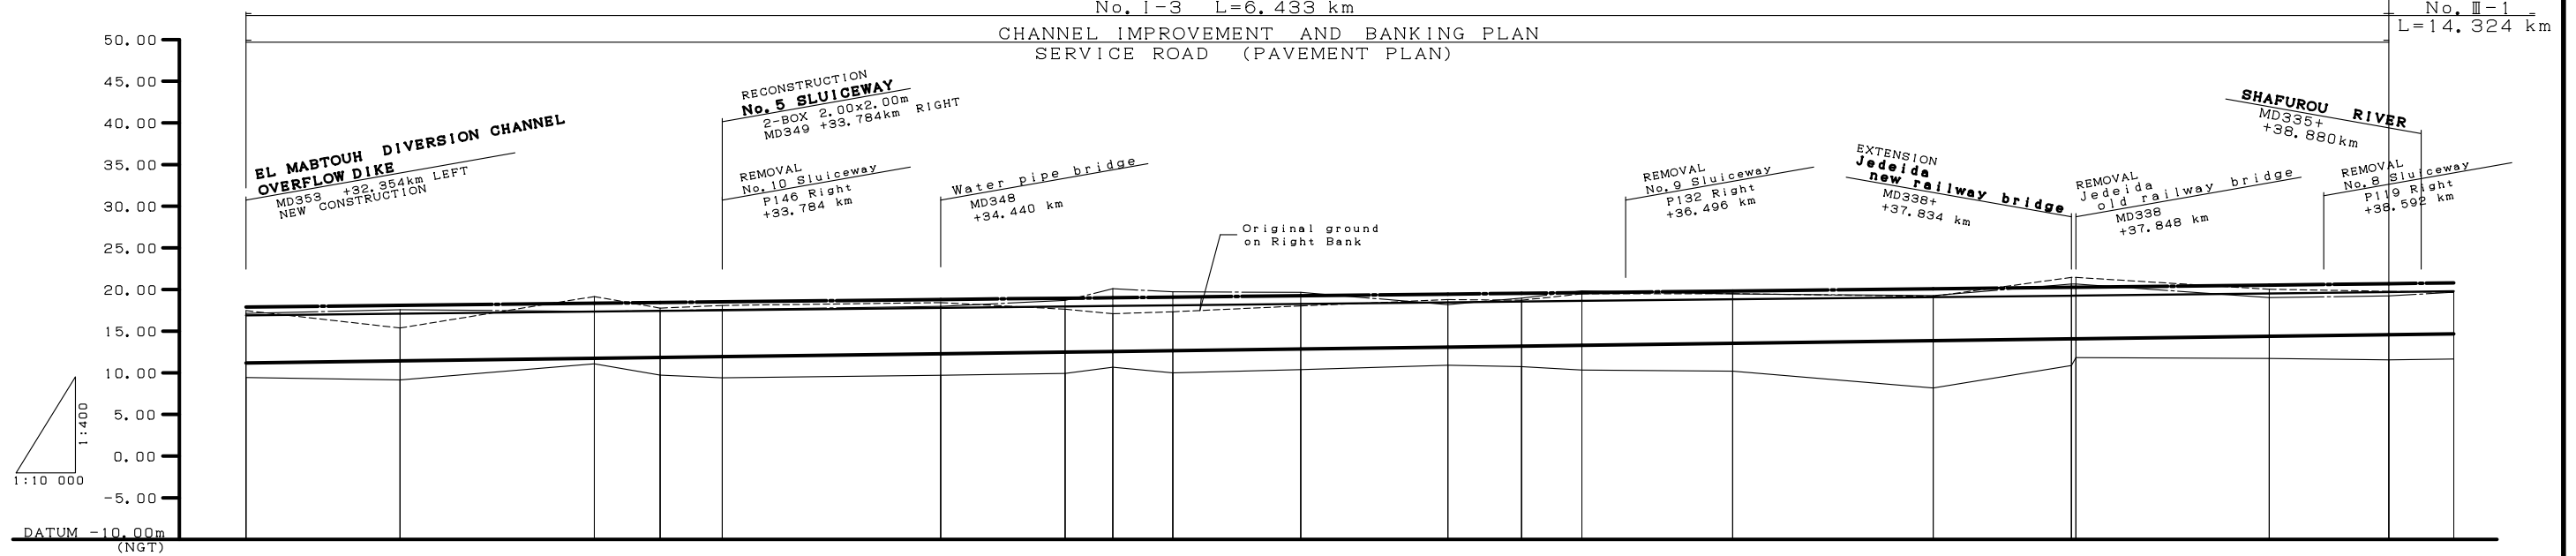 No. I-3 L=6.433 km
No. Ⅲ-1
L=14.324 km
CHANNEL IMPROVEMENT AND BANKING PLAN
SERVICE ROAD (PAVEMENT PLAN)
50.00
45.00
40.00
35.00
30.00
25.00
20.00
15.00
10.00
5.00
0.00
-5.00
DATUM -10.00m
(NGT)
1:400
1:10 000
EL MABTOUH DIVERSION CHANNEL
OVERFLOW DIKE
MD353 +32.354km LEFT
NEW CONSTRUCTION
RECONSTRUCTION
No.5 SLUICEWAY
2-BOX 2.00x2.00m
MD349 +33.784km RIGHT
REMOVAL
No.10 Sluiceway
P146 Right
+33.784 km
Water pipe bridge
MD348
+34.440 km
Original ground
on Right Bank
REMOVAL
No.9 Sluiceway
P132 Right
+36.496 km
EXTENSION
Jedeida
new railway bridge
MD338+
+37.834 km
REMOVAL
Jedeida
old railway bridge
MD338
+37.848 km
SHAFUROU RIVER
MD335+
+38.880km
REMOVAL
No.8 Sluiceway
P119 Right
+38.592 km